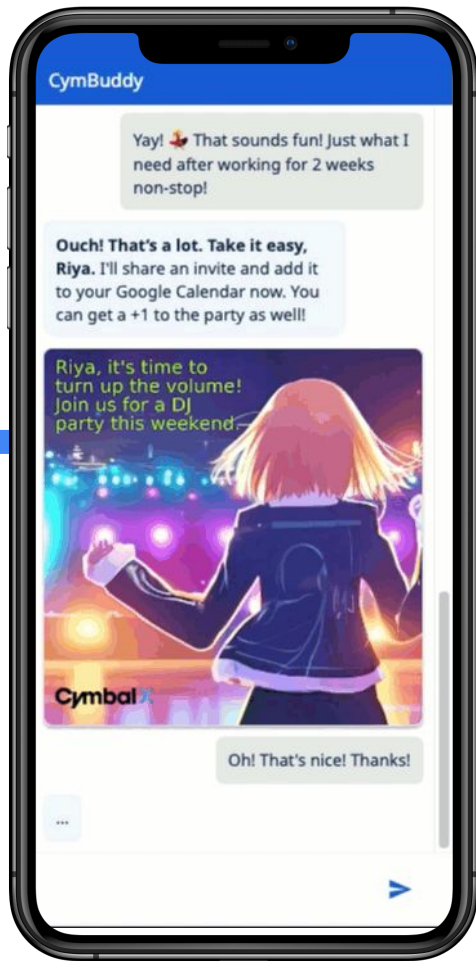 CymBuddy
Yay! 💃 That sounds fun! Just what I
need after working for 2 weeks
non-stop!
Ouch! That's a lot. Take it easy,
Riya. I'll share an invite and add it
to your Google Calendar now. You
can get a +1 to the party as well!
Riya, it's time to
turn up the volume!
Join us for a DJ
party this weekend.
Cymbal X
Oh! That's nice! Thanks!
...